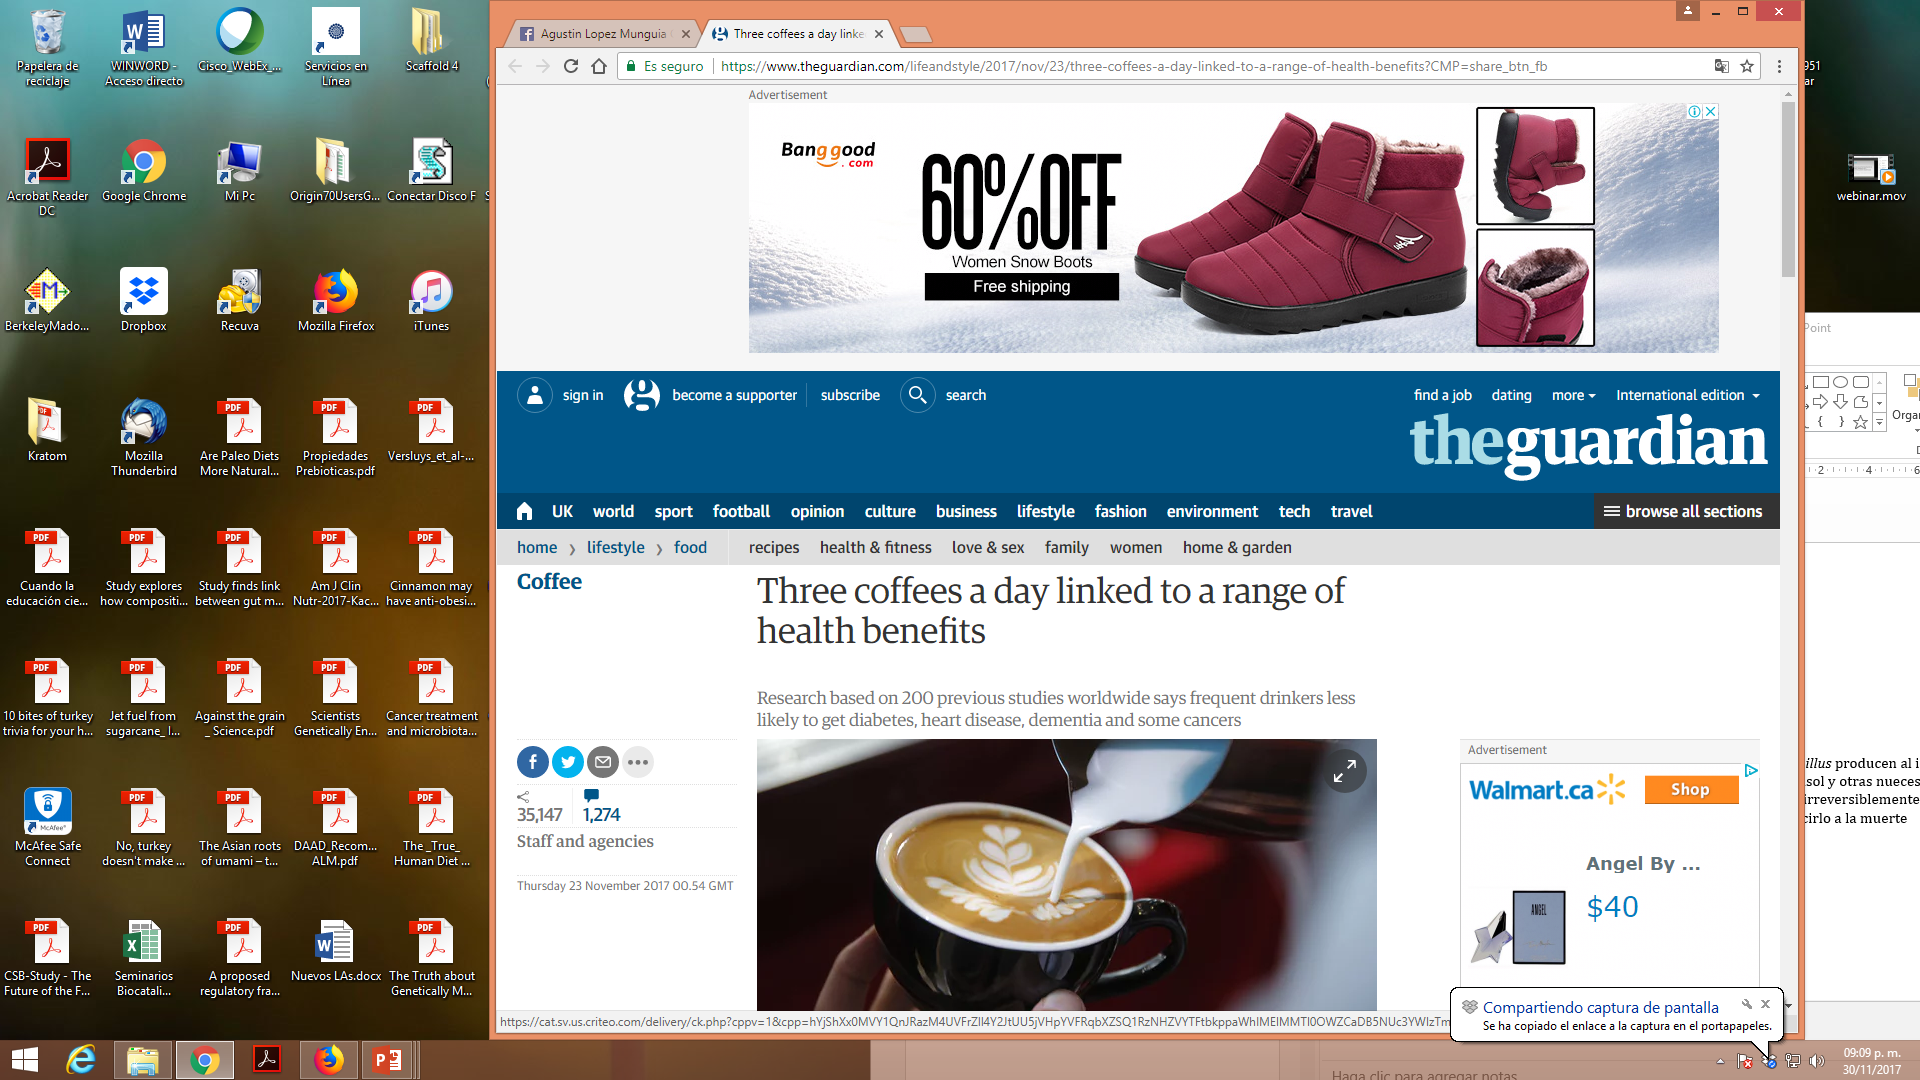 Papelera de
reciclaje
WINWORD -
Acceso directo
Cisco_WebEx_...
Servicios en
Línea
Scaffold 4
Acrobat Reader
DC
Google Chrome
Mi Pc
Origin70UsersG...
Conectar Disco F
BerkeleyMado...
Dropbox
Recuva
Mozilla Firefox
iTunes
Kratom
Mozilla
Thunderbird
Are Paleo Diets
More Natural...
Propiedades
Prebioticas.pdf
Versluys_et_al-...
Cuando la
educación cie...
Study explores
how compositi...
Study finds link
between gut m...
Am J Clin
Nutr-2017-Kac...
Cinnamon may
have anti-obesi...
10 bites of turkey
trivia for your h...
Jet fuel from
sugarcane_ I...
Against the grain
_ Science.pdf
Scientists
Genetically En...
Cancer treatment
and microbiota...
McAfee Safe
Connect
No, turkey
doesn't make ...
The Asian roots
of umami – t...
DAAD_Recom...
ALM.pdf
The _True_
Human Diet ...
CSB-Study - The
Future of the F...
Seminarios
Biocatali...
A proposed
regulatory fra...
Nuevos LAs.docx
The Truth about
Genetically M...
Agustin Lopez Munguia
Three coffees a day linke
Es seguro
https://www.theguardian.com/lifeandstyle/2017/nov/23/three-coffees-a-day-linked-to-a-range-of-health-benefits?CMP=share_btn_fb
Advertisement
Banggood
.com
60%OFF
Women Snow Boots
Free shipping
sign in
become a supporter
subscribe
search
find a job
dating
more
International edition
theguardian
UK world sport football opinion culture business lifestyle fashion environment tech travel
browse all sections
home > lifestyle > food
recipes health & fitness love & sex family women home & garden
Coffee
Three coffees a day linked to a range of
health benefits
Research based on 200 previous studies worldwide says frequent drinkers less
likely to get diabetes, heart disease, dementia and some cancers
35,147
1,274
Staff and agencies
Thursday 23 November 2017 00.54 GMT
Advertisement
Walmart.ca
Shop
Angel By ...
$40
ANGEL
Compartiendo captura de pantalla
Se ha copiado el enlace a la captura en el portapapeles.
951
ar
webinar.mov
Point
Organ
2 4 6
illus producen al i
sol y otras nueces
irreversiblemente
cirlo a la muerte
Haga clic para agregar notas
09:09 p. m.
30/11/2017